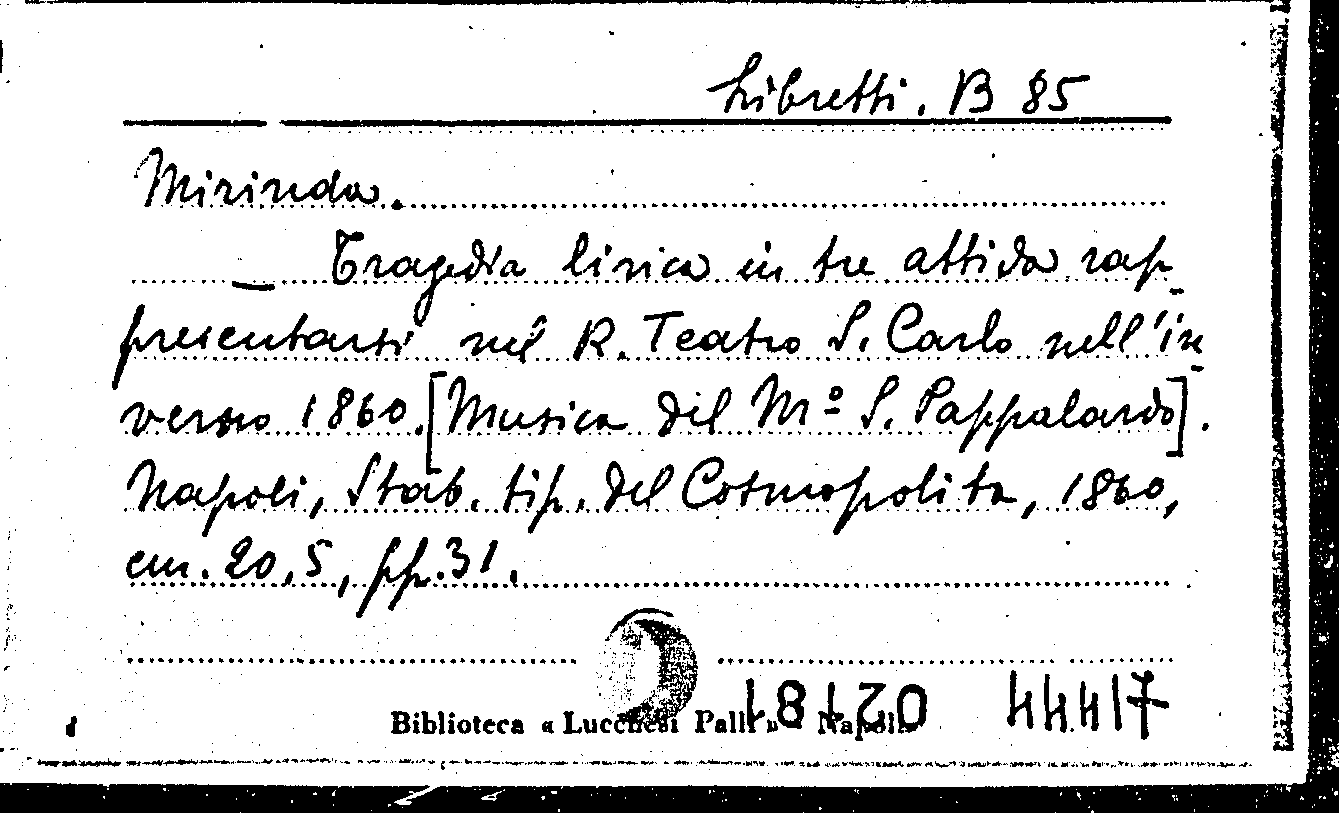 Libretti. B 85
Mirinda.
— Tragedia lirica in tre atti da rap-
presentarsi nel R. Teatro S. Carlo nell'in-
verno 1860. [Musica del Mº S. Pappalardo].
Napoli, Stab. tip. del Cosmopolita, 1860,
cm. 20,5, pp. 31.
44417
Biblioteca « Lucchesi Palli » Napoli